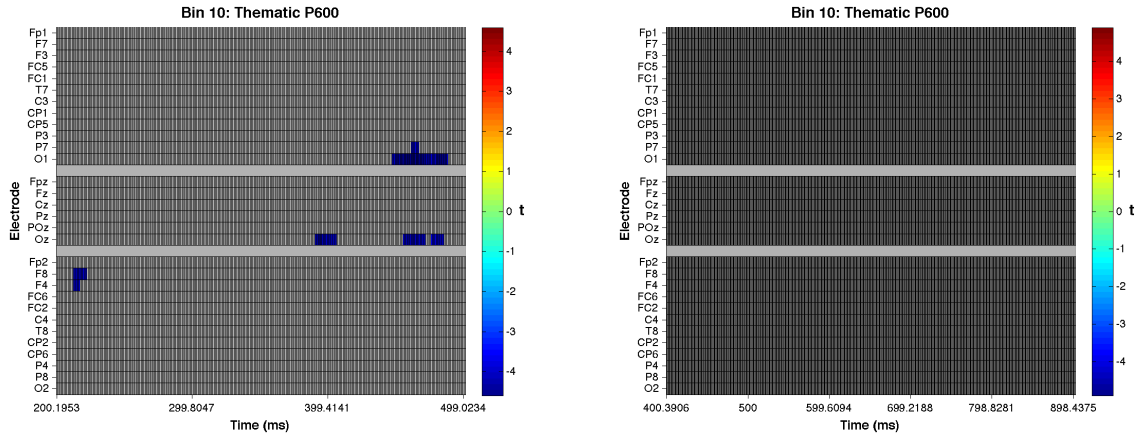 Bin 10: Thematic P600
Electrode
Fp1
F7
F3
FC5
FC1
T7
C3
CP1
CP5
P3
P7
O1
Fpz
Fz
Cz
Pz
POz
Oz
Fp2
F8
F4
FC6
FC2
C4
T8
CP2
CP6
P4
P8
O2
200.1953 299.8047 399.4141 499.0234
Time (ms)
4
3
2
1
0
-1
-2
-3
-4
t
Bin 10: Thematic P600
Electrode
Fp1
F7
F3
FC5
FC1
T7
C3
CP1
CP5
P3
P7
O1
Fpz
Fz
Cz
Pz
POz
Oz
Fp2
F8
F4
FC6
FC2
C4
T8
CP2
CP6
P4
P8
O2
400.3906 500 599.6094 699.2188 798.8281 898.4375
Time (ms)
4
3
2
1
0
-1
-2
-3
-4
t